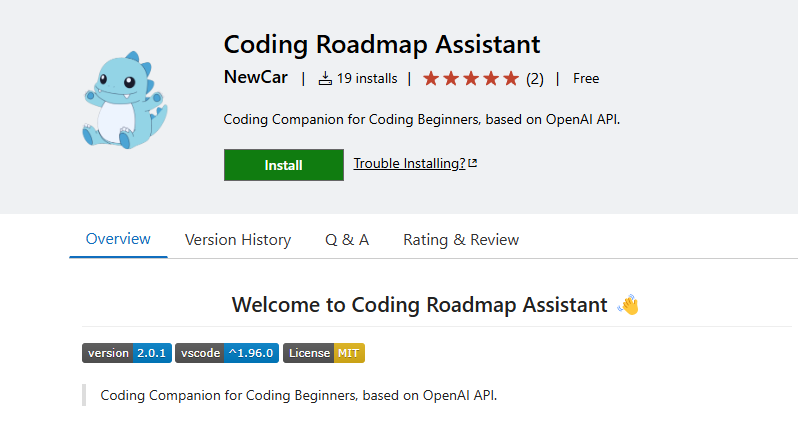 Coding Roadmap Assistant
NewCar | 19 installs | (2) | Free
Coding Companion for Coding Beginners, based on OpenAI API.
Install Trouble Installing?
Overview Version History Q & A Rating & Review
Welcome to Coding Roadmap Assistant 👋
version 2.0.1 vscode ^1.96.0 License MIT
Coding Companion for Coding Beginners, based on OpenAI API.